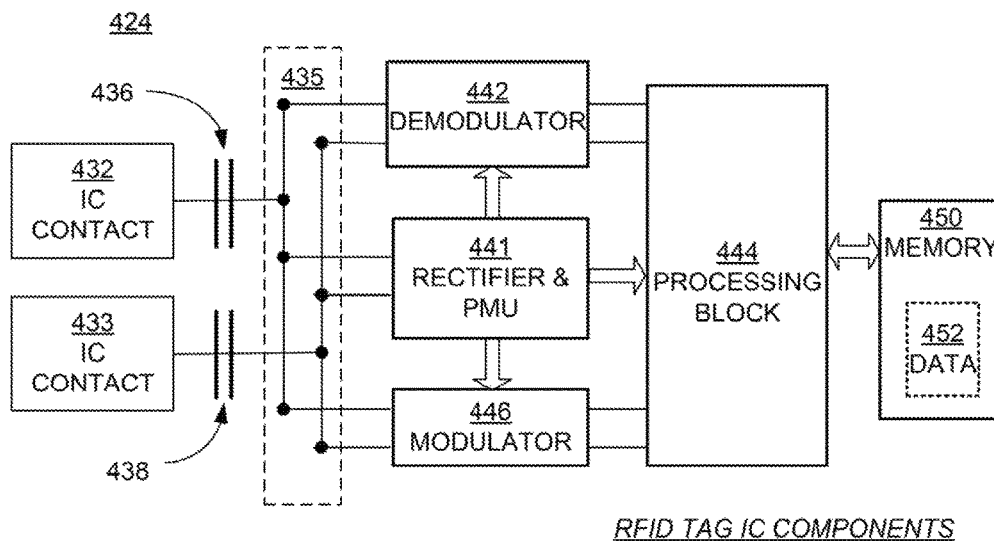 424
436
435
442
DEMODULATOR
432
IC
CONTACT
441
RECTIFIER &
PMU
444
PROCESSING
BLOCK
450
MEMORY
452
DATA
433
IC
CONTACT
446
MODULATOR
438
RFID TAG IC COMPONENTS